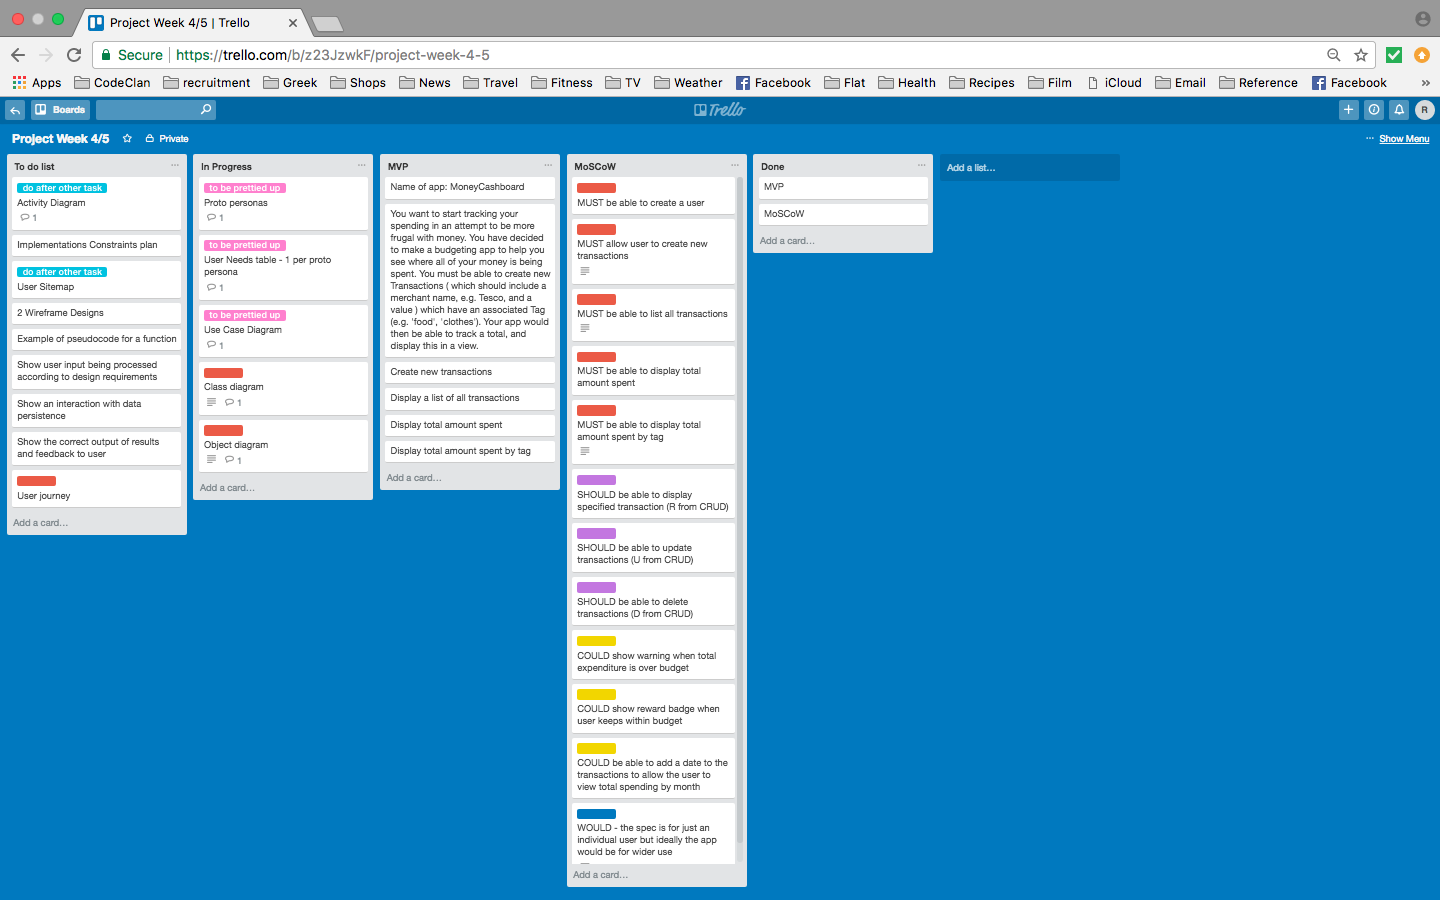 Project Week 4/5 | Trello
Secure | https://trello.com/b/z23JzwkF/project-week-4-5
Apps CodeClan recruitment Greek Shops News Travel Fitness TV Weather Facebook Flat Health Recipes Film iCloud Email Reference Facebook »
Boards Trello R
Project Week 4/5 Private ... Show Menu
To do list
do after other task
Activity Diagram
1
Implementations Constraints plan
do after other task
User Sitemap
2 Wireframe Designs
Example of pseudocode for a function
Show user input being processed
according to design requirements
Show an interaction with data
persistence
Show the correct output of results
and feedback to user
User journey
Add a card...
In Progress
to be prettied up
Proto personas
1
to be prettied up
User Needs table - 1 per proto
persona
1
to be prettied up
Use Case Diagram
1
Class diagram
1
Object diagram
1
Add a card...
MVP
Name of app: MoneyCashboard
You want to start tracking your
spending in an attempt to be more
frugal with money. You have decided
to make a budgeting app to help you
see where all of your money is being
spent. You must be able to create new
Transactions ( which should include a
merchant name, e.g. Tesco, and a
value ) which have an associated Tag
(e.g. 'food', 'clothes'). Your app would
then be able to track a total, and
display this in a view.
Create new transactions
Display a list of all transactions
Display total amount spent
Display total amount spent by tag
Add a card...
MoSCoW
MUST be able to create a user
MUST allow user to create new
transactions
MUST be able to list all transactions
MUST be able to display total
amount spent
MUST be able to display total
amount spent by tag
SHOULD be able to display
specified transaction (R from CRUD)
SHOULD be able to update
transactions (U from CRUD)
SHOULD be able to delete
transactions (D from CRUD)
COULD show warning when total
expenditure is over budget
COULD show reward badge when
user keeps within budget
COULD be able to add a date to the
transactions to allow the user to
view total spending by month
WOULD - the spec is for just an
individual user but ideally the app
would be for wider use
Add a card...
Done
MVP
MoSCoW
Add a card...
Add a list...